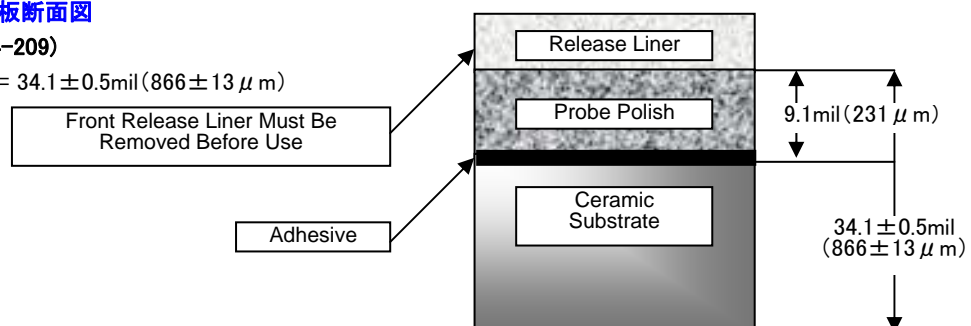 板断面図
-209)
= 34.1±0.5mil(866±13μm)
Front Release Liner Must Be
Removed Before Use
Adhesive
Release Liner
Probe Polish
Ceramic
Substrate
9.1mil(231μm)
34.1±0.5mil
(866±13μm)